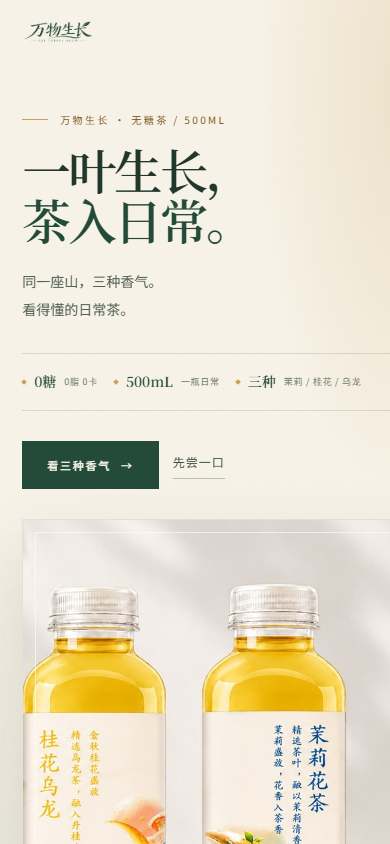 万物生长
万物生长 · 无糖茶 / 500ML
一叶生长，
茶入日常。
同一座山，三种香气。
看得懂的日常茶。
0糖 0脂 0卡
500mL 一瓶日常
三种 茉莉 / 桂花 / 乌龙
看三种香气 →
先尝一口
桂花乌龙
精选乌龙茶，融入丹桂
金秋桂花盛放
茉莉花茶
精选茶叶，融以茉莉清香
茉莉盛放，花香入茶香